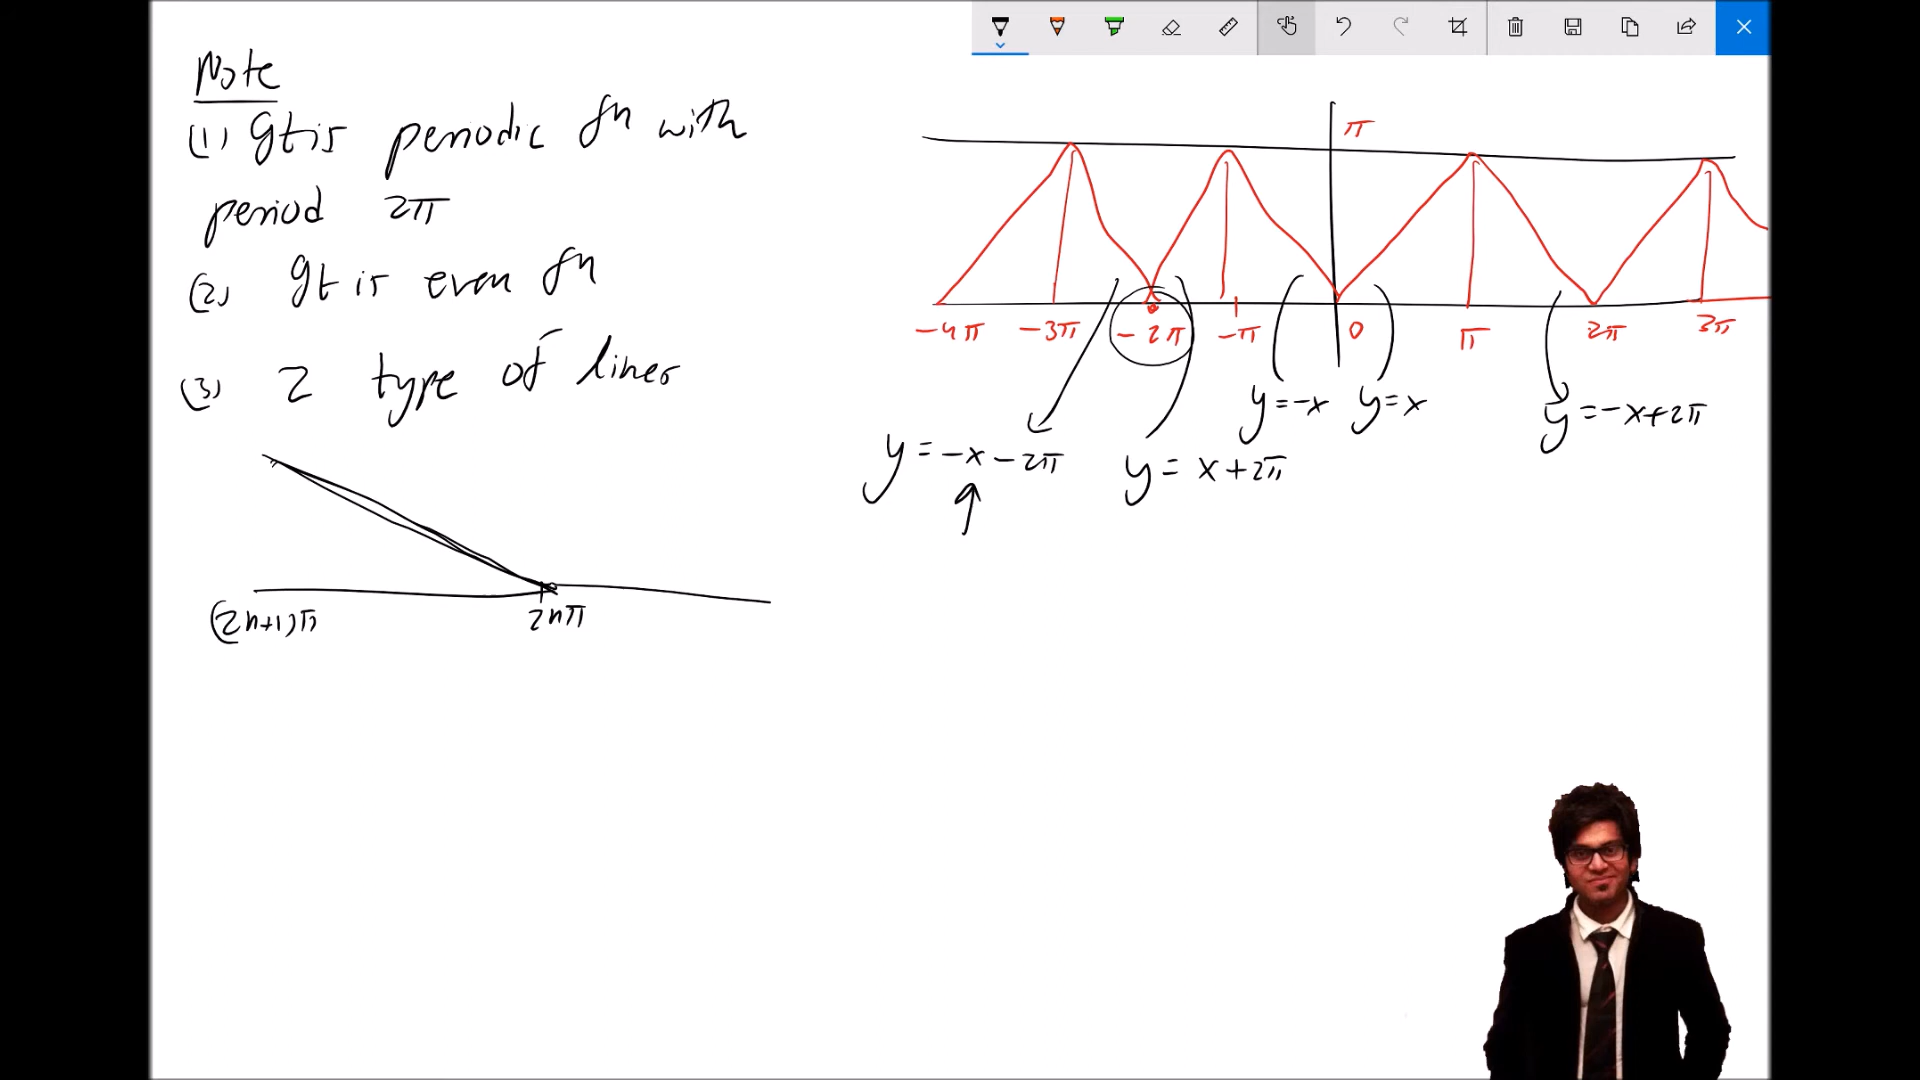 Note
(1) It is periodic fn with
period 2π
(2) It is even fn
(3) 2 type of lines
(2n+1)π 2nπ
π
-4π -3π -2π -π 0 π 2π 3π
y=-x y=x y=-x+2π
y=-x-2π y=x+2π